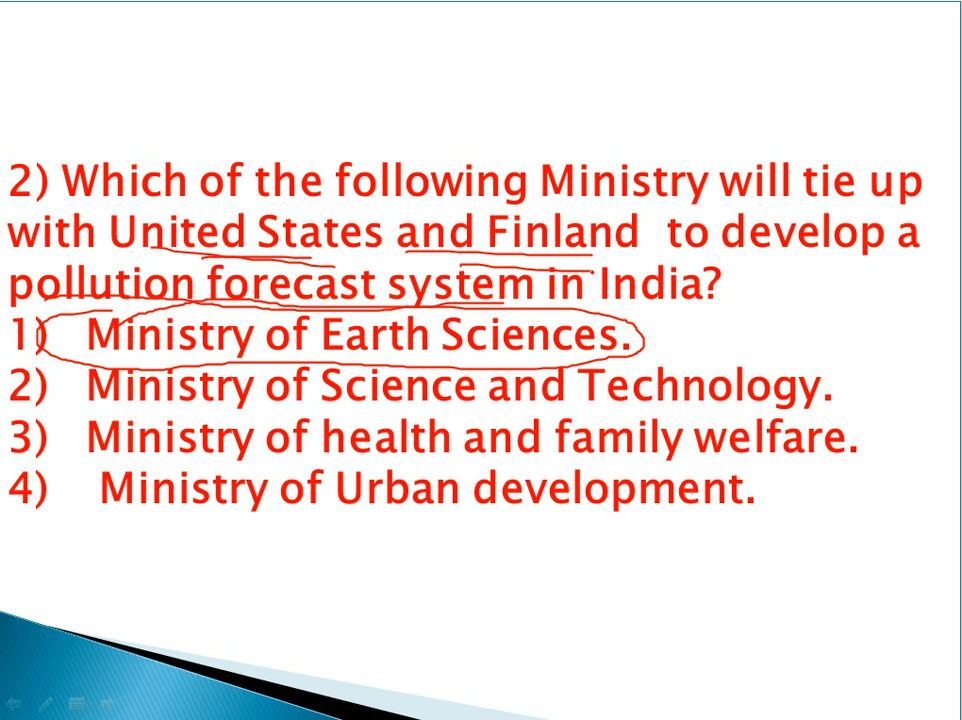 2) Which of the following Ministry will tie up
with United States and Finland to develop a
pollution forecast system in India?
1) Ministry of Earth Sciences.
2) Ministry of Science and Technology.
3) Ministry of health and family welfare.
4) Ministry of Urban development.